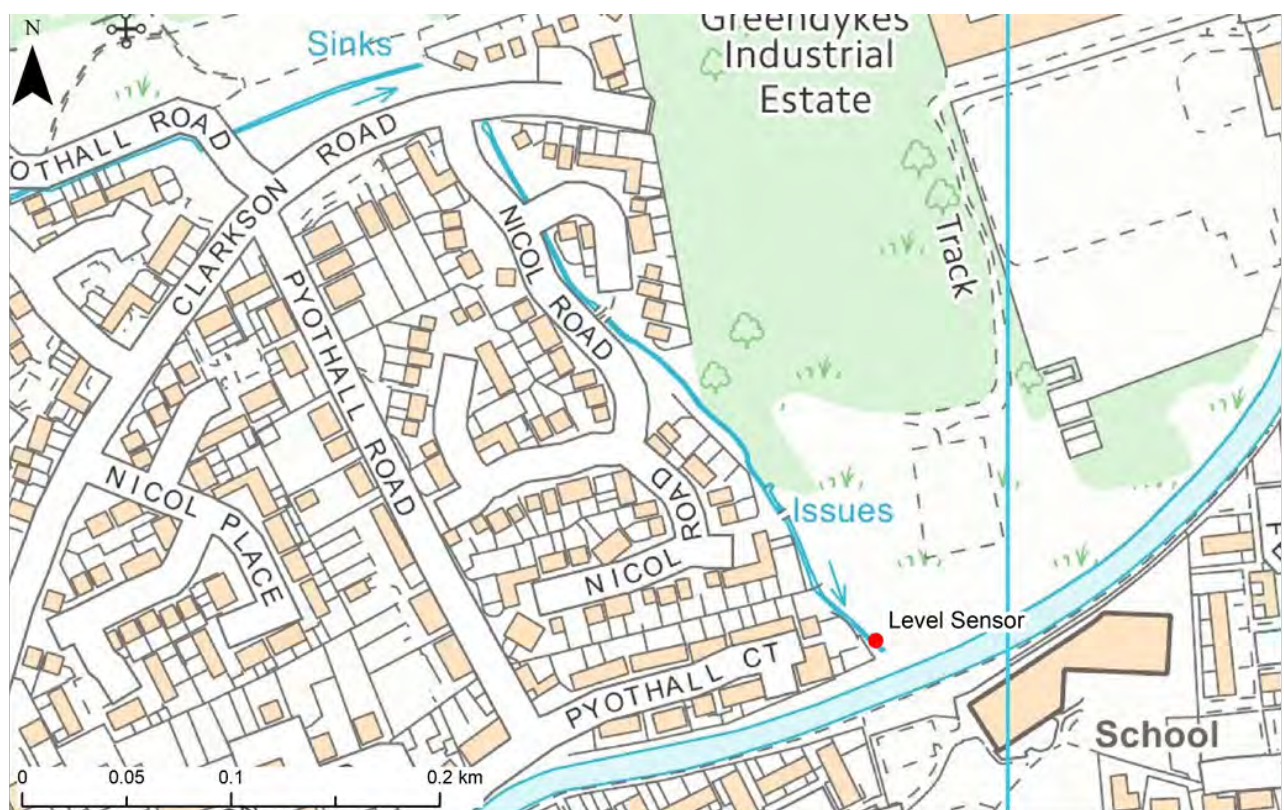 N
Sinks
Greendykes
Industrial
Estate
OTHALL ROAD
CLARKSON ROAD
NICOL ROAD
Track
PYOTHALL ROAD
NICOL PLACE
NICOL ROAD
Issues
Level Sensor
PYOTHALL CT
School
0 0.05 0.1 0.2 km